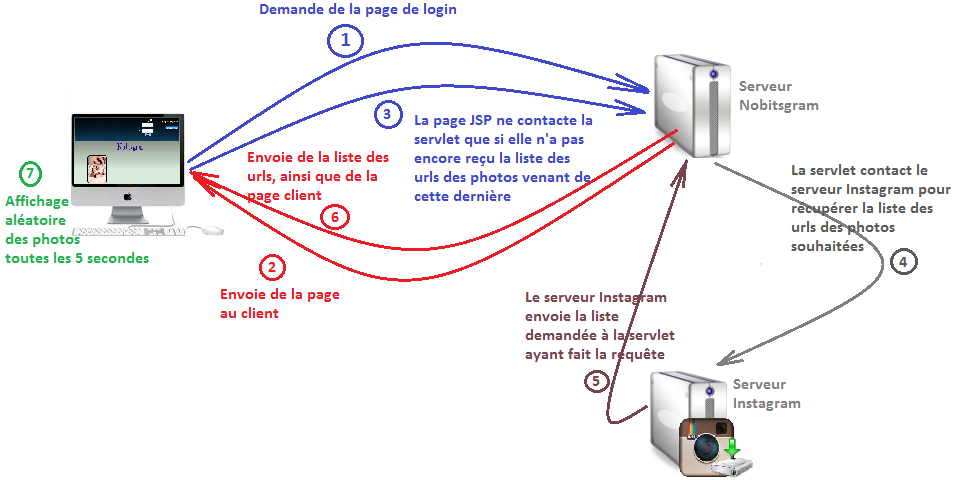 Demande de la page de login
1
Serveur
Nobitsgram
3
La page JSP ne contacte la
servlet que si elle n'a pas
encore reçu la liste des
urls des photos venant de
cette dernière
Envoie de la liste des
urls, ainsi que de la
page client
6
7
Affichage
aléatoire
des photos
toutes les 5 secondes
2
Envoie de la page
au client
La servlet contact le
serveur Instagram pour
récupérer la liste des
urls des photos
souhaitées
4
Le serveur Instagram
envoie la liste
demandée à la servlet
ayant fait la requête
5
Serveur
Instagram